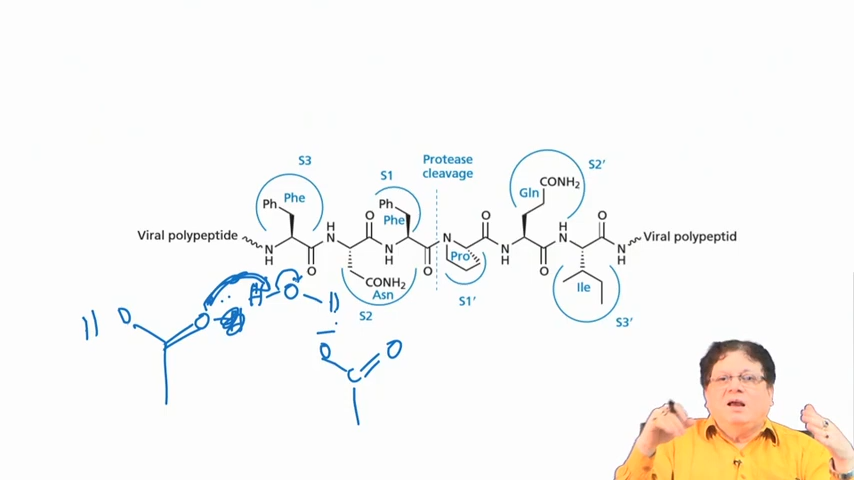 S3
S1
Protease
cleavage
S2′
Gln
CONH2
Ph
Phe
Ph
Phe
O
O
O
Viral polypeptide
H
N
H
N
N
H
N
Viral polypeptid
N
H
O
N
H
O
Pro
N
H
O
N
H
CONH2
Asn
Ile
S2
S1′
S3′
H
O
O
O
O
C
O